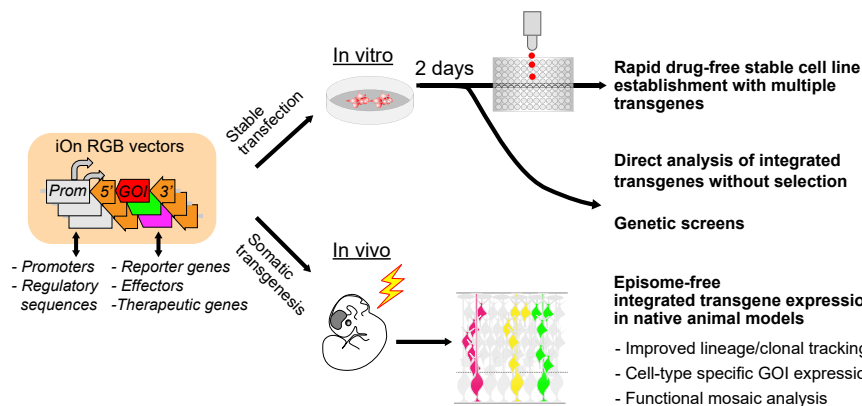 iOn RGB vectors
Prom 5' GOI 3'
- Promoters
- Regulatory
sequences
- Reporter genes
- Effectors
-Therapeutic genes
Stable
transfection
Somatic
transgenesis
In vitro
2 days
In vivo
Rapid drug-free stable cell line
establishment with multiple
transgenes
Direct analysis of integrated
transgenes without selection
Genetic screens
Episome-free
integrated transgene expression
in native animal models
- Improved lineage/clonal tracking
- Cell-type specific GOI expressio
- Functional mosaic analysis